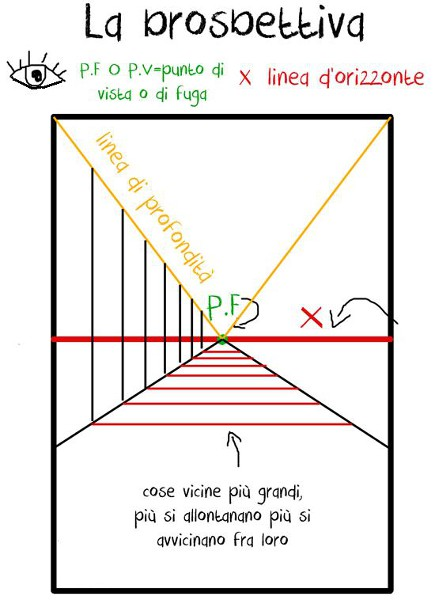 La prosbettiva
P.F O P.V=punto di
vista o di fuga
X linea d'orizzonte
linea di profondità
P.F
X
cose vicine più grandi,
più si allontanano più si
avvicinano fra loro